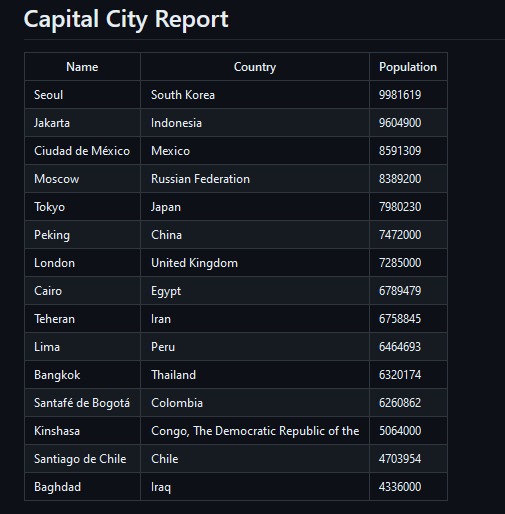 Capital City Report
Name Country Population
Seoul South Korea 9981619
Jakarta Indonesia 9604900
Ciudad de México Mexico 8591309
Moscow Russian Federation 8389200
Tokyo Japan 7980230
Peking China 7472000
London United Kingdom 7285000
Cairo Egypt 6789479
Teheran Iran 6758845
Lima Peru 6464693
Bangkok Thailand 6320174
Santafé de Bogotá Colombia 6260862
Kinshasa Congo, The Democratic Republic of the 5064000
Santiago de Chile Chile 4703954
Baghdad Iraq 4336000